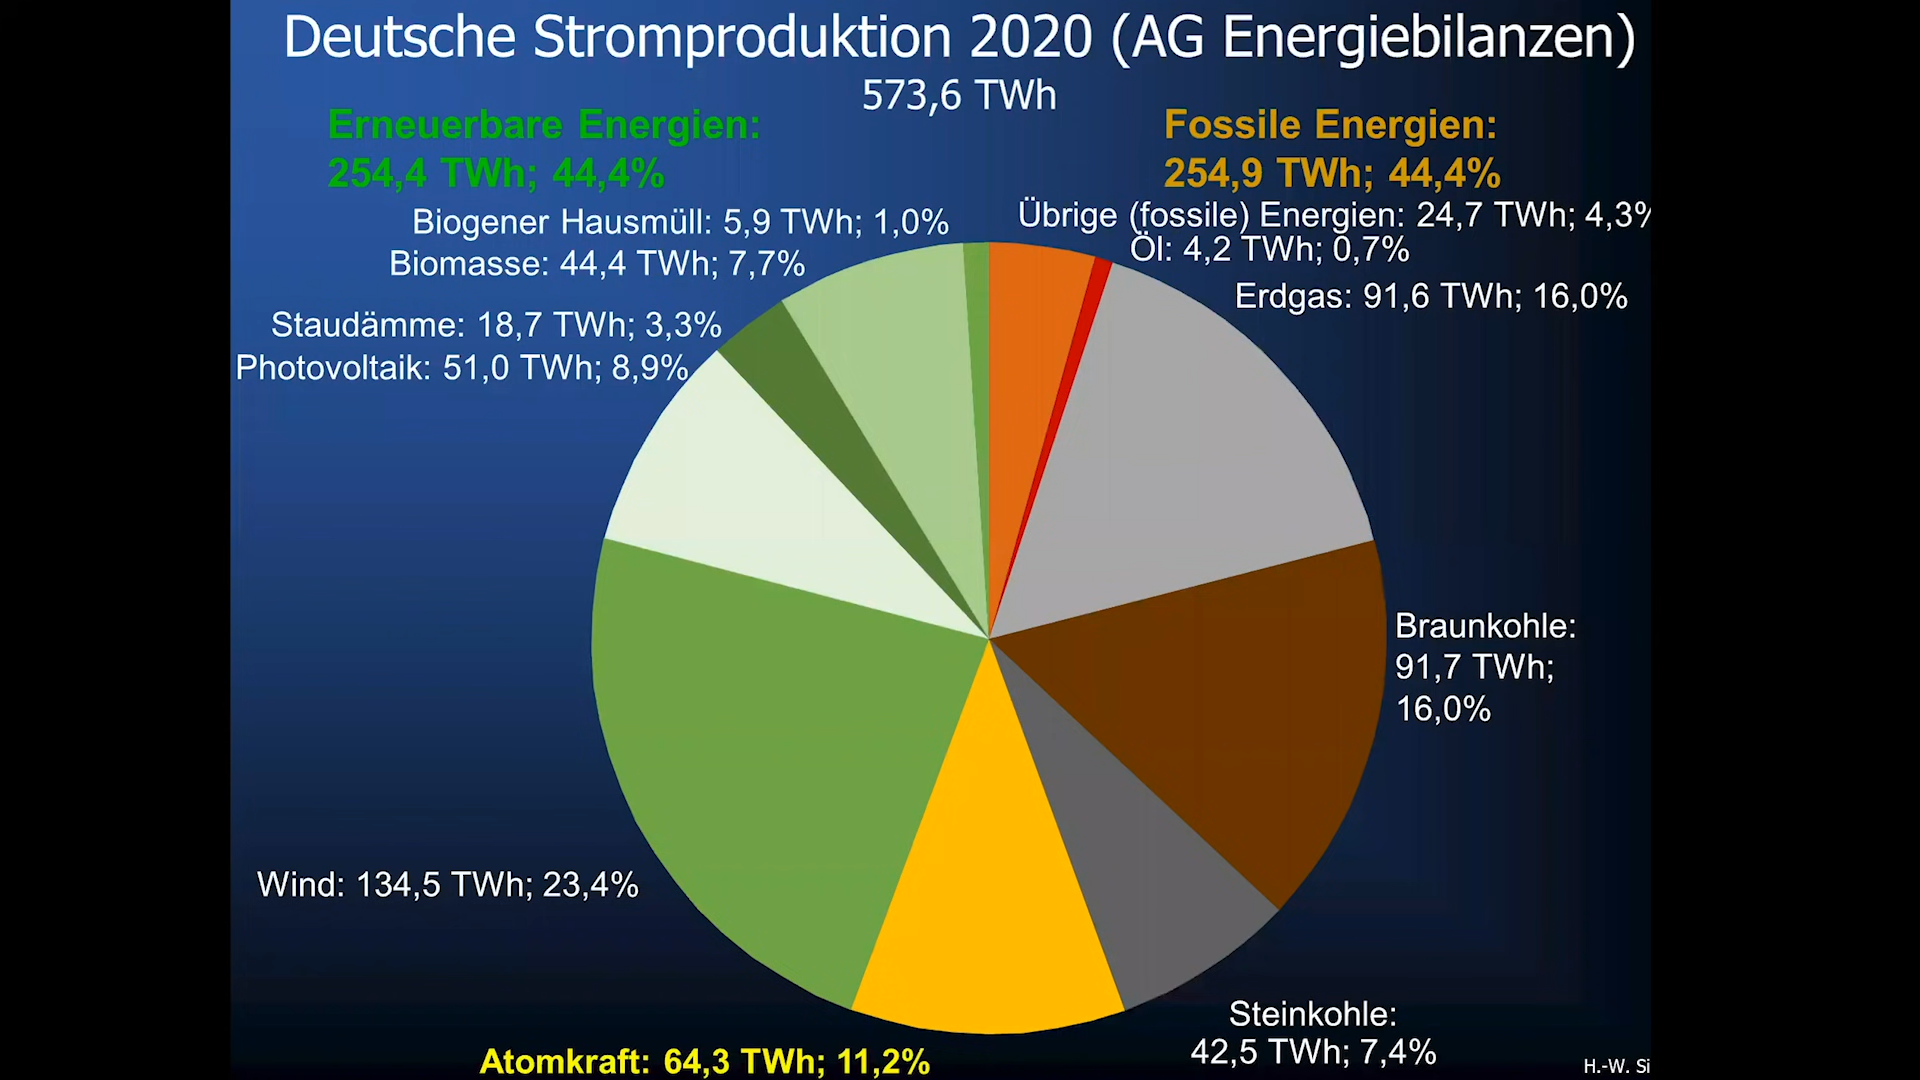 Deutsche Stromproduktion 2020 (AG Energiebilanzen)
573,6 TWh
Erneuerbare Energien:
254,4 TWh; 44,4%
Fossile Energien:
254,9 TWh; 44,4%
Biogener Hausmüll: 5,9 TWh; 1,0%
Biomasse: 44,4 TWh; 7,7%
Staudämme: 18,7 TWh; 3,3%
Photovoltaik: 51,0 TWh; 8,9%
Übrige (fossile) Energien: 24,7 TWh; 4,3%
Öl: 4,2 TWh; 0,7%
Erdgas: 91,6 TWh; 16,0%
Braunkohle:
91,7 TWh;
16,0%
Wind: 134,5 TWh; 23,4%
Steinkohle:
42,5 TWh; 7,4%
Atomkraft: 64,3 TWh; 11,2%
H.-W. Si